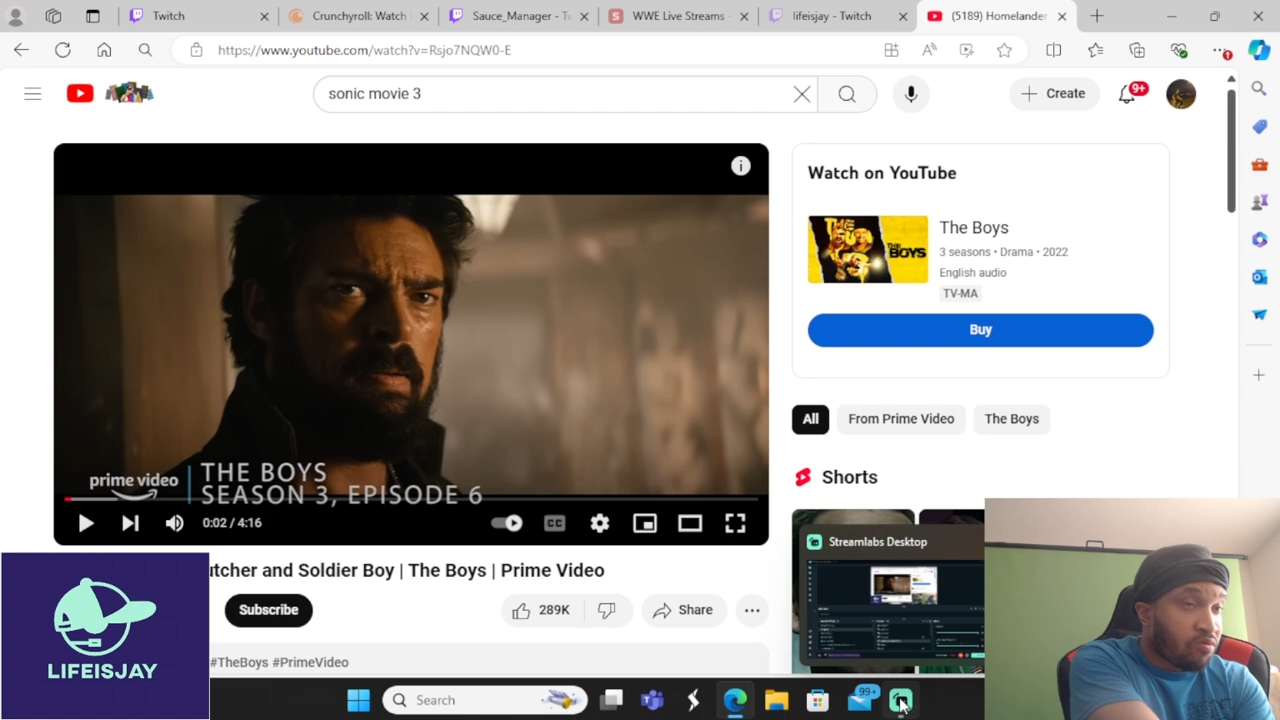 Twitch
Crunchyroll: Watch
Sauce_Manager - Tw
WWE Live Streams -
lifeisjay - Twitch
(5189) Homelander
https://www.youtube.com/watch?v=Rsjo7NQW0-E
sonic movie 3
Create
9+
Watch on YouTube
The Boys
3 seasons • Drama • 2022
English audio
TV-MA
Buy
THE BOYS
prime video
THE BOYS
SEASON 3, EPISODE 6
0:02 / 4:16
CC
All
From Prime Video
The Boys
Shorts
Streamlabs Desktop
utcher and Soldier Boy | The Boys | Prime Video
Subscribe
289K
Share
#TheBoys #PrimeVideo
LIFEISJAY
Search
99+